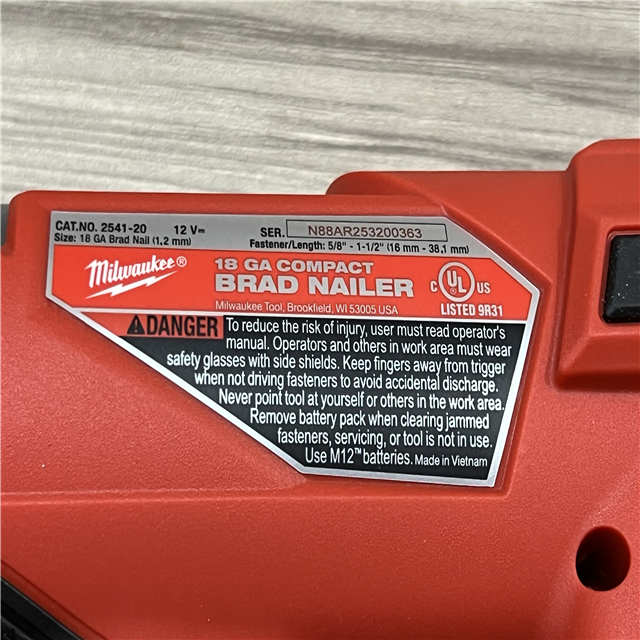 CAT.NO. 2541-20 12 V⎓ SER. N88AR253200363
Size: 18 GA Brad Nail (1,2 mm) Fastener/Length: 5/8" - 1-1/2" (16 mm - 38,1 mm)
Milwaukee®
18 GA COMPACT
BRAD NAILER
Milwaukee Tool, Brookfield, WI 53005 USA
C UL US
LISTED 9R31
DANGER To reduce the risk of injury, user must read operator's
manual. Operators and others in work area must wear
safety glasses with side shields. Keep fingers away from trigger
when not driving fasteners to avoid accidental discharge.
Never point tool at yourself or others in the work area.
Remove battery pack when clearing jammed
fasteners, servicing, or tool is not in use.
Use M12™ batteries. Made in Vietnam